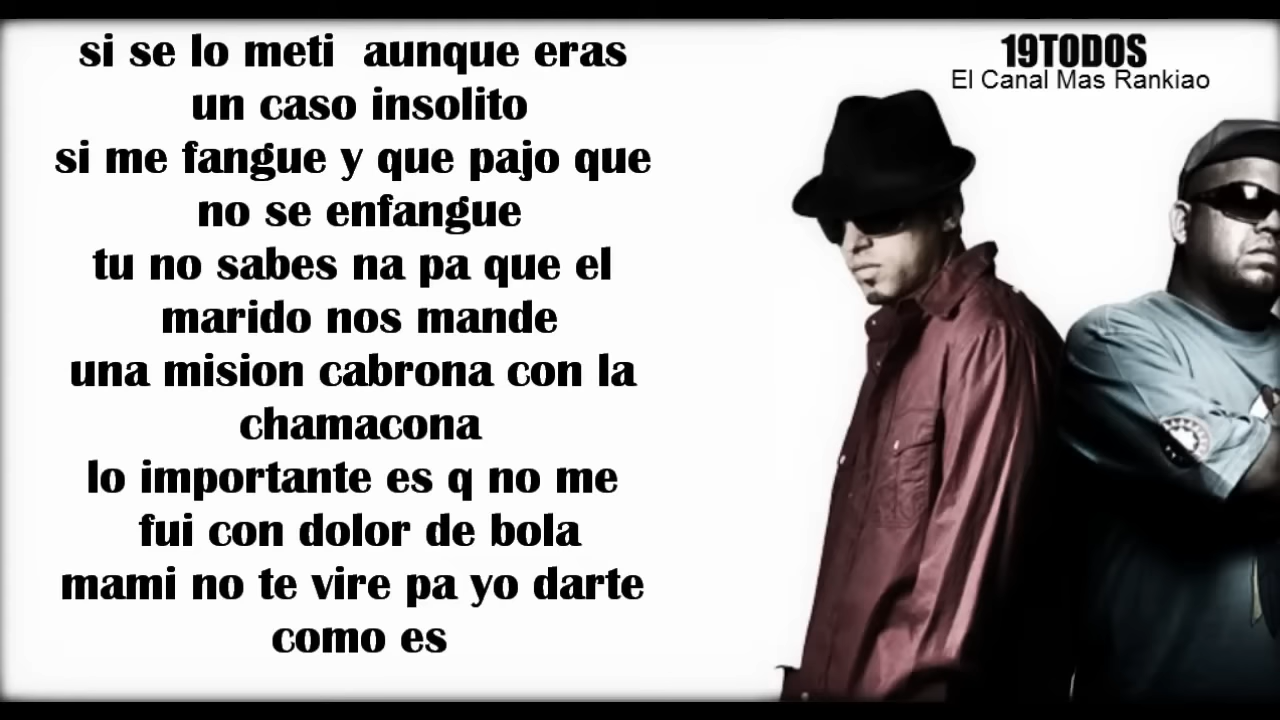 si se lo meti  aunque eras
un caso insolito
si me fangue y que pajo que
no se enfangue
tu no sabes na pa que el
marido nos mande
una mision cabrona con la
chamacona
lo importante es q no me
fui con dolor de bola
mami no te vire pa yo darte
como es
19TODOS
El Canal Mas Rankiao